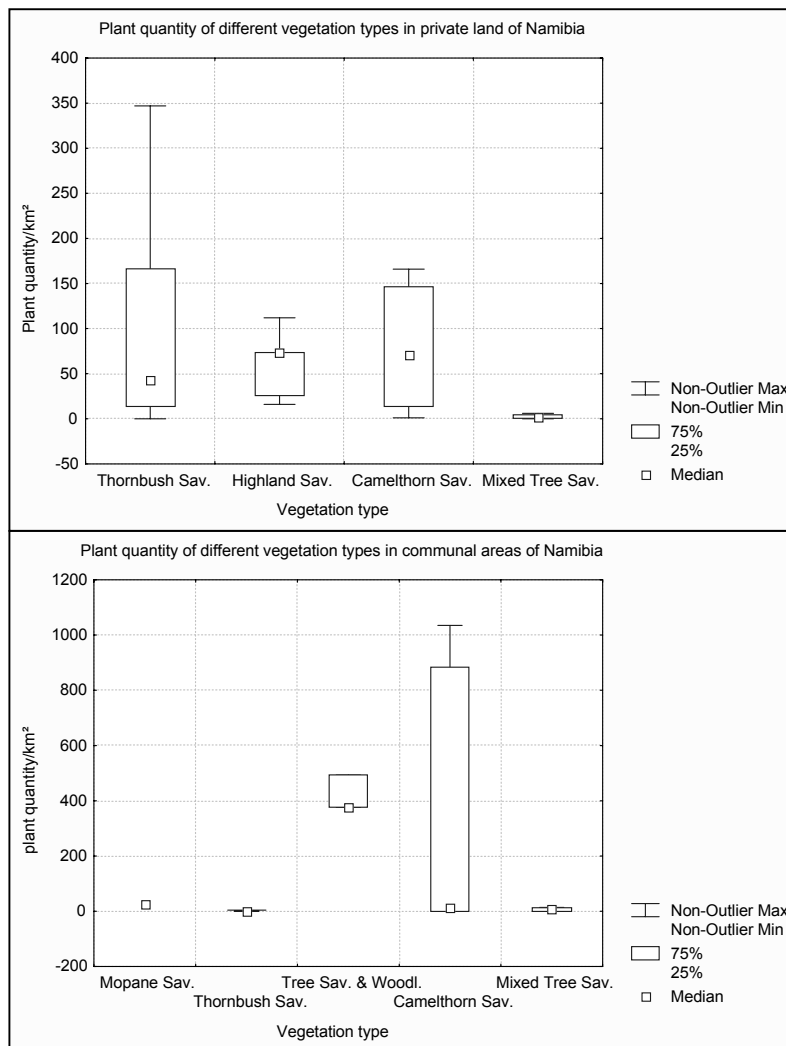 Plant quantity of different vegetation types in private land of Namibia
400
350
300
250
200
150
100
50
0
-50
Plant quantity/km²
Thornbush Sav.
Highland Sav.
Camelthorn Sav.
Mixed Tree Sav.
Vegetation type
Non-Outlier Max
Non-Outlier Min
75%
25%
Median
Plant quantity of different vegetation types in communal areas of Namibia
1200
1000
800
600
400
200
0
-200
plant quantity/km²
Mopane Sav.
Thornbush Sav.
Tree Sav. & Woodl.
Camelthorn Sav.
Mixed Tree Sav.
Vegetation type
Non-Outlier Max
Non-Outlier Min
75%
25%
Median